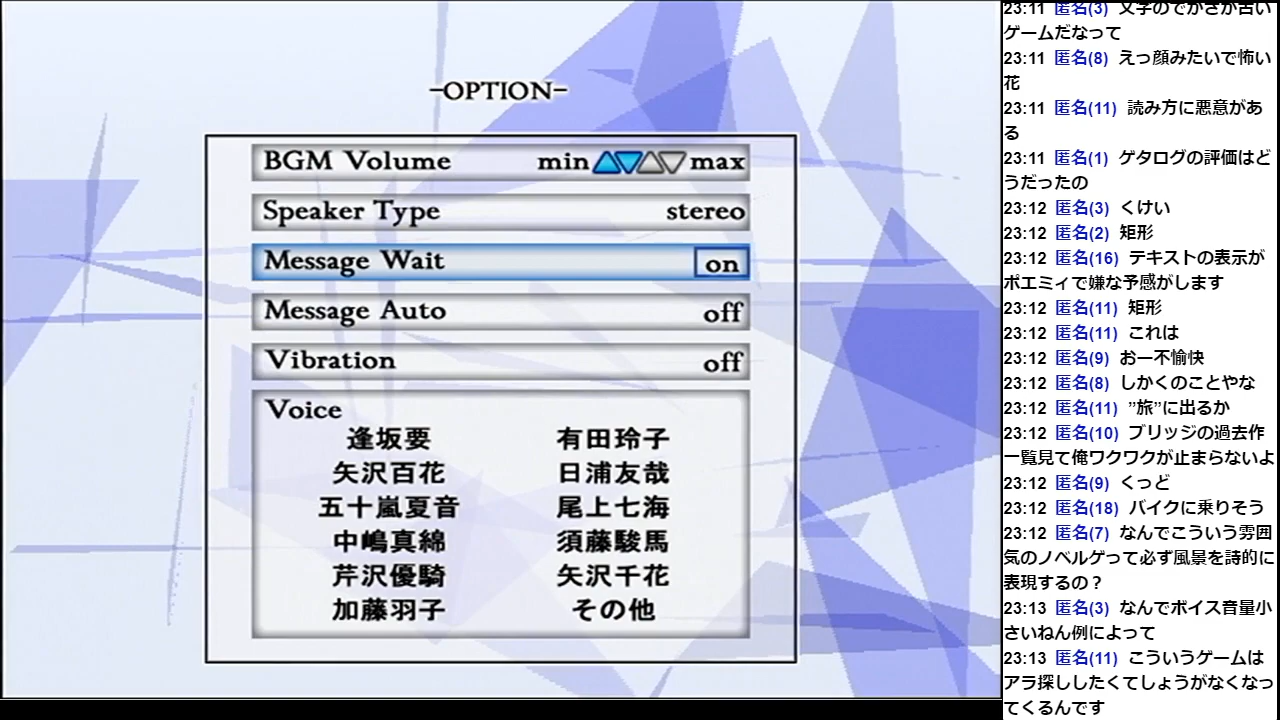 -OPTION-
BGM Volume min max
Speaker Type stereo
Message Wait on
Message Auto off
Vibration off
Voice
逢坂要 有田玲子
矢沢百花 日浦友哉
五十嵐夏音 尾上七海
中嶋真綿 須藤駿馬
芹沢優騎 矢沢千花
加藤羽子 その他
23:11 匿名(3) 文字のでかさが古い
ゲームだなって
23:11 匿名(8) えっ顔みたいで怖い
花
23:11 匿名(11) 読み方に悪意があ
る
23:11 匿名(1) ゲタログの評価はど
うだったの
23:12 匿名(3) くけい
23:12 匿名(2) 矩形
23:12 匿名(16) テキストの表示が
ポエミィで嫌な予感がします
23:12 匿名(11) 矩形
23:12 匿名(11) これは
23:12 匿名(9) おー不愉快
23:12 匿名(8) しかくのことやな
23:12 匿名(11) ”旅”に出るか
23:12 匿名(10) ブリッジの過去作
一覧見て俺ワクワクが止まらないよ
23:12 匿名(9) くっど
23:12 匿名(18) バイクに乗りそう
23:12 匿名(7) なんでこういう雰囲
気のノベルゲって必ず風景を詩的に
表現するの？
23:13 匿名(3) なんでボイス音量小
さいねん例によって
23:13 匿名(11) こういうゲームは
アラ探ししたくてしょうがなくなっ
てくるんです